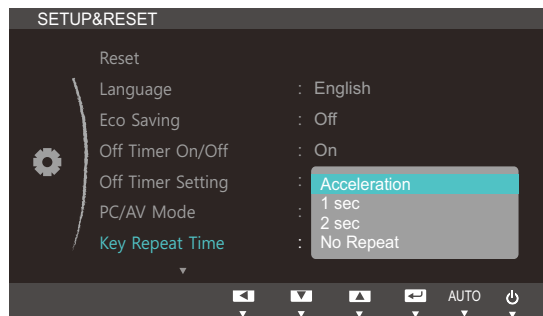 SETUP&RESET
Reset
Language : English
Eco Saving : Off
Off Timer On/Off : On
Off Timer Setting :
PC/AV Mode :
Key Repeat Time :
Acceleration
1 sec
2 sec
No Repeat
AUTO